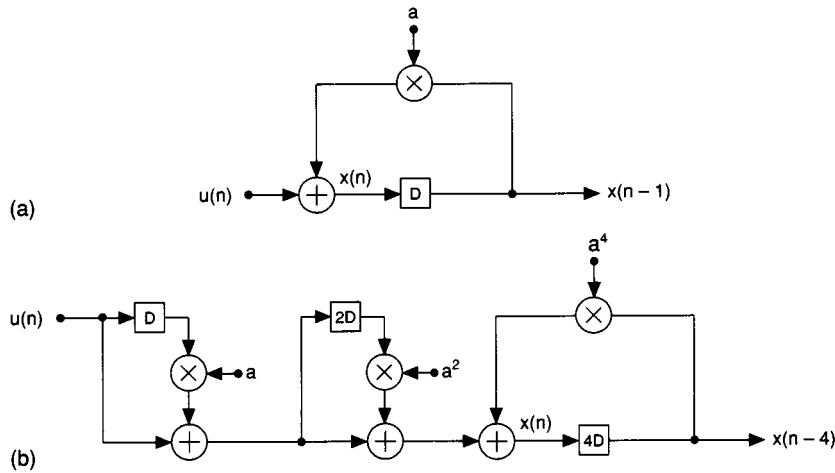 a
×
x(n)
u(n)
+
D
x(n − 1)
(a)
a⁴
u(n)
D
2D
×
×
a
×
a²
x(n)
+
+
+
4D
x(n − 4)
(b)